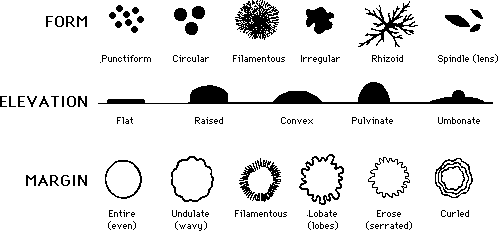 FORM
Punctiform Circular Filamentous Irregular Rhizoid Spindle (lens)
ELEVATION
Flat Raised Convex Pulvinate Umbonate
MARGIN
Entire Undulate Filamentous Lobate Erose Curled
(even) (wavy) (lobes) (serrated)